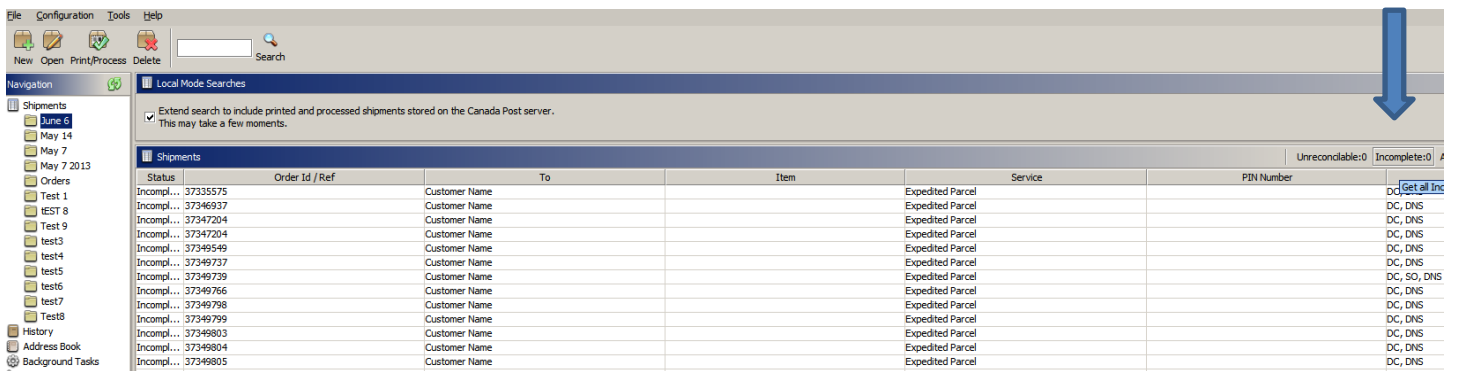 File Configuration Tools Help
New Open Print/Process Delete Search
Navigation
Shipments
June 6
May 14
May 7
May 7 2013
Orders
Test 1
tEST 8
Test 9
test3
test4
test5
test6
test7
Test8
History
Address Book
Background Tasks
Local Mode Searches
Extend search to include printed and processed shipments stored on the Canada Post server.
This may take a few moments.
Shipments Unreconcilable:0 Incomplete:0 A
Status Order Id / Ref To Item Service PIN Number
Get all Inc
Incompl... 37335575 Customer Name Expedited Parcel DC, DNS
Incompl... 37346937 Customer Name Expedited Parcel DC, DNS
Incompl... 37347204 Customer Name Expedited Parcel DC, DNS
Incompl... 37347204 Customer Name Expedited Parcel DC, DNS
Incompl... 37349549 Customer Name Expedited Parcel DC, DNS
Incompl... 37349737 Customer Name Expedited Parcel DC, DNS
Incompl... 37349739 Customer Name Expedited Parcel DC, SO, DNS
Incompl... 37349766 Customer Name Expedited Parcel DC, DNS
Incompl... 37349798 Customer Name Expedited Parcel DC, DNS
Incompl... 37349799 Customer Name Expedited Parcel DC, DNS
Incompl... 37349803 Customer Name Expedited Parcel DC, DNS
Incompl... 37349804 Customer Name Expedited Parcel DC, DNS
Incompl... 37349805 Customer Name Expedited Parcel DC, DNS